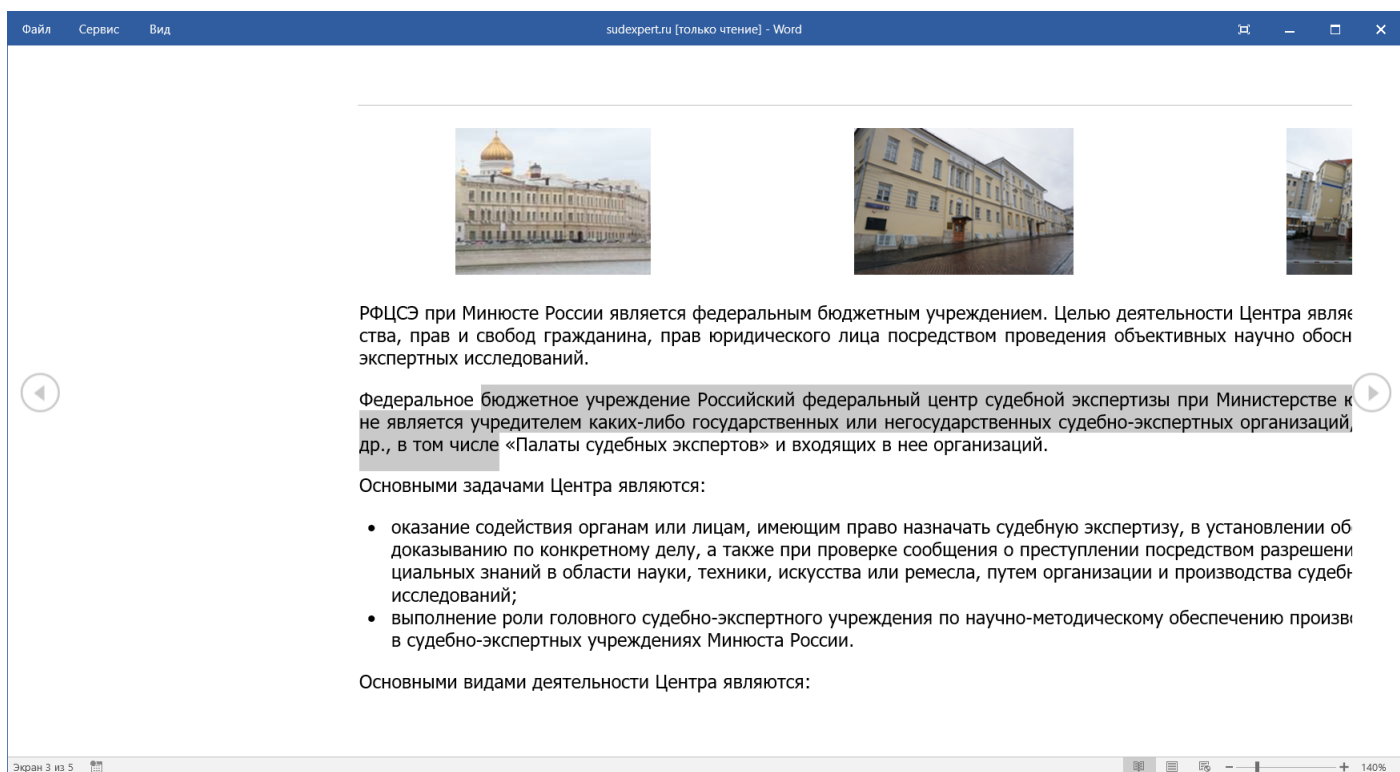 Файл Сервис Вид sudexpert.ru [только чтение] - Word
РФЦСЭ при Минюсте России является федеральным бюджетным учреждением. Целью деятельности Центра являе
ства, прав и свобод гражданина, прав юридического лица посредством проведения объективных научно обосн
экспертных исследований.
Федеральное бюджетное учреждение Российский федеральный центр судебной экспертизы при Министерстве ю
не является учредителем каких-либо государственных или негосударственных судебно-экспертных организаций,
др., в том числе «Палаты судебных экспертов» и входящих в нее организаций.
Основными задачами Центра являются:
• оказание содействия органам или лицам, имеющим право назначать судебную экспертизу, в установлении об
доказыванию по конкретному делу, а также при проверке сообщения о преступлении посредством разрешени
циальных знаний в области науки, техники, искусства или ремесла, путем организации и производства судебн
исследований;
• выполнение роли головного судебно-экспертного учреждения по научно-методическому обеспечению произво
в судебно-экспертных учреждениях Минюста России.
Основными видами деятельности Центра являются:
Экран 3 из 5 140%